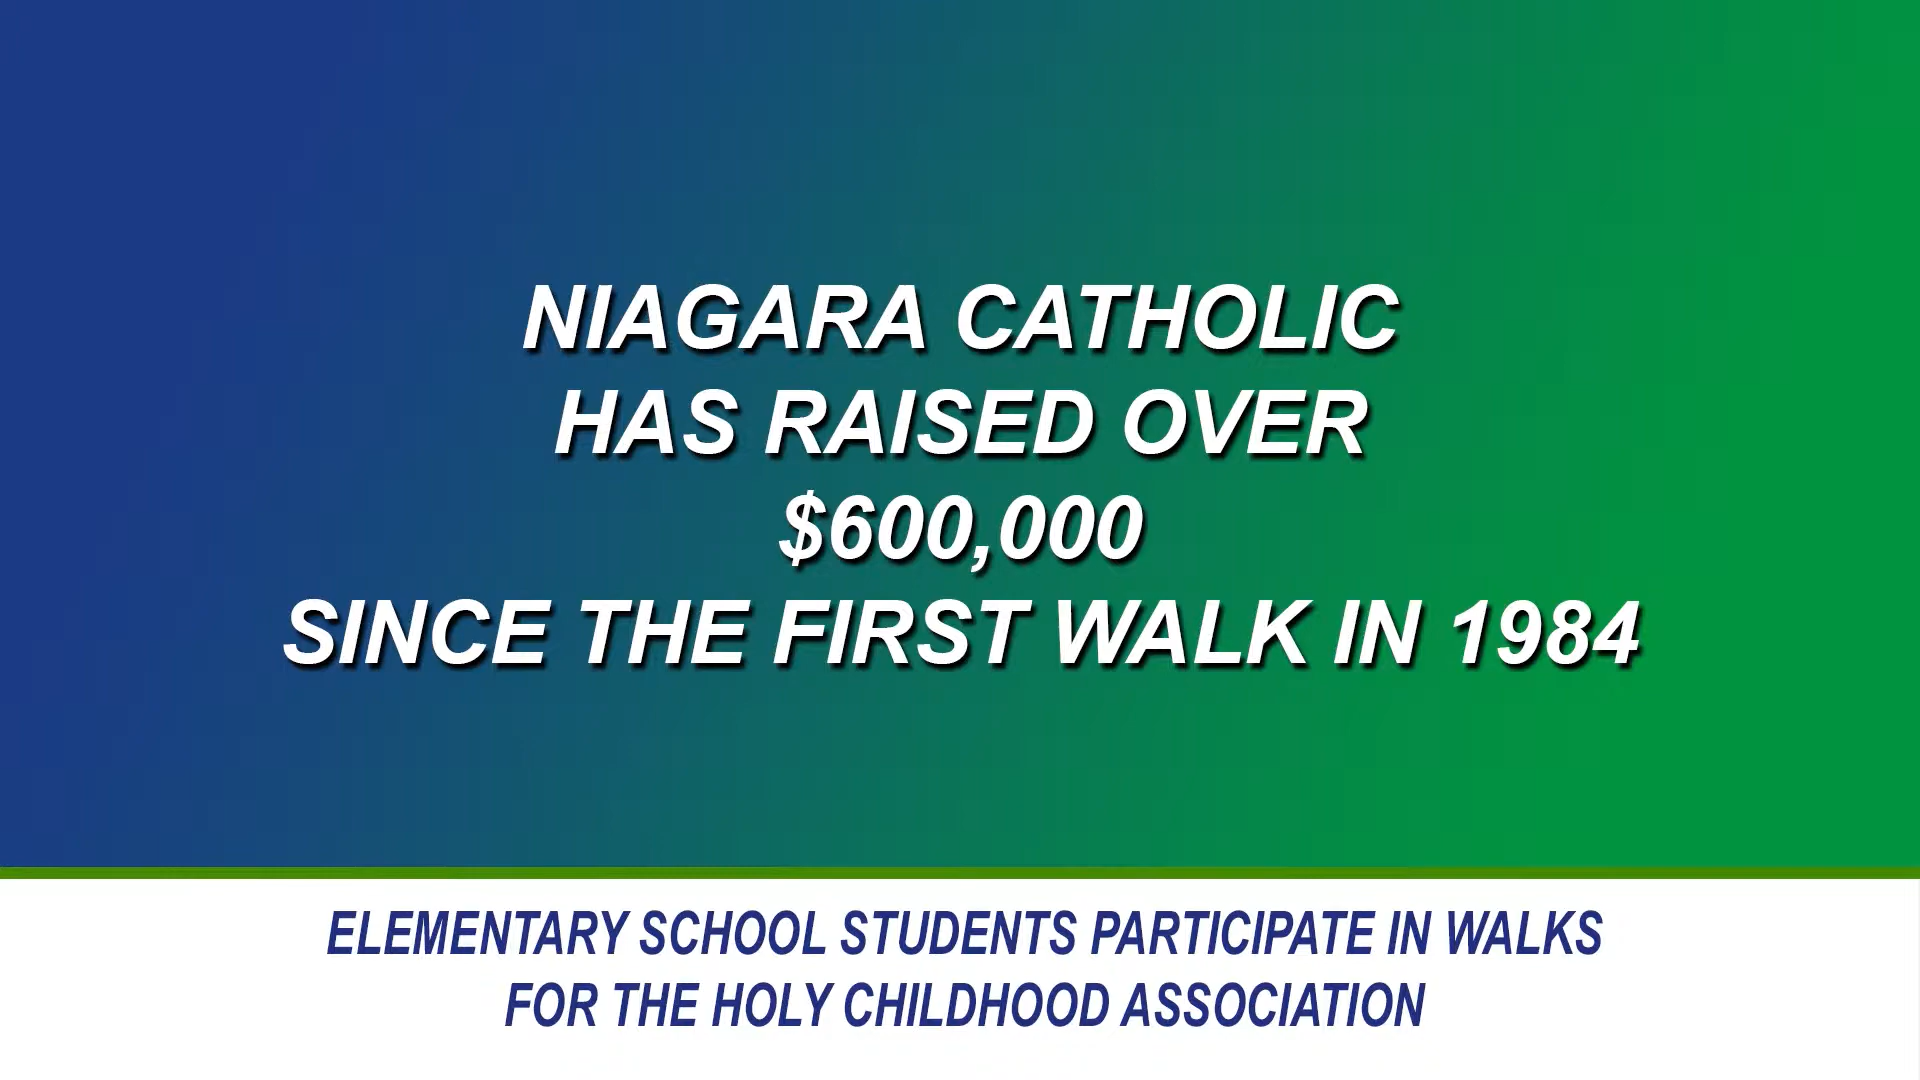 NIAGARA CATHOLIC
HAS RAISED OVER
$600,000
SINCE THE FIRST WALK IN 1984
ELEMENTARY SCHOOL STUDENTS PARTICIPATE IN WALKS
FOR THE HOLY CHILDHOOD ASSOCIATION